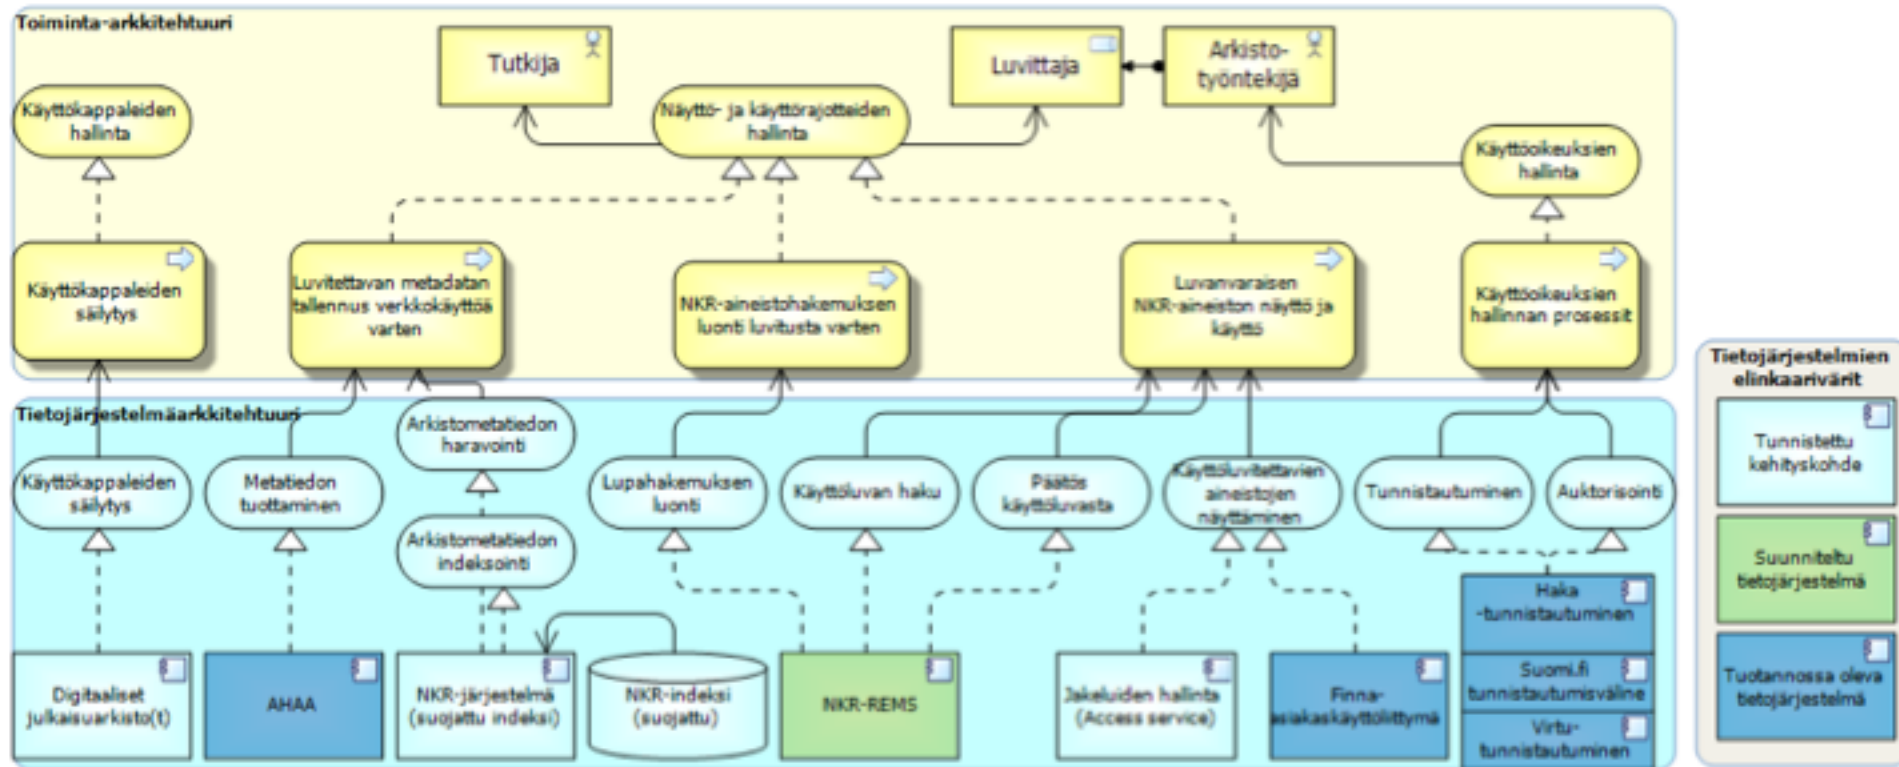 Toiminta-arkkitehtuuri
Tutkija
Luvittaja
Arkisto-
työntekijä
Käyttökappaleiden
hallinta
Näyttö- ja käyttörajotteiden
hallinta
Käyttöoikeuksien
hallinta
Käyttökappaleiden
säilytys
Luvitettavan metadatan
tallennus verkkokäyttöä
varten
NKR-aineistohakemuksen
luonti luvitusta varten
Luvanvaraisen
NKR-aineiston näyttö ja
käyttö
Käyttöoikeuksien
hallinnan prosessit
Tietojärjestelmäarkkitehtuuri
Käyttökappaleiden
säilytys
Metatiedon
tuottaminen
Arkistometatiedon
haravointi
Arkistometatiedon
indeksointi
Lupahakemuksen
luonti
Käyttöluvan haku
Päätös
käyttöluvasta
Käyttöluvitettavien
aineistojen
näyttäminen
Tunnistautuminen
Auktorisointi
Digitaaliset
julkaisuarkisto(t)
AHAA
NKR-järjestelmä
(suojattu indeksi)
NKR-indeksi
(suojattu)
NKR-REMS
Jakeluiden hallinta
(Access service)
Finna-
asiakaskäyttöliittymä
Haka
-tunnistautuminen
Suomi.fi
tunnistautumisväline
Virtu-
tunnistautuminen
Tietojärjestelmien
elinkaarivärit
Tunnistettu
kehityskohde
Suunniteltu
tietojärjestelmä
Tuotannossa oleva
tietojärjestelmä